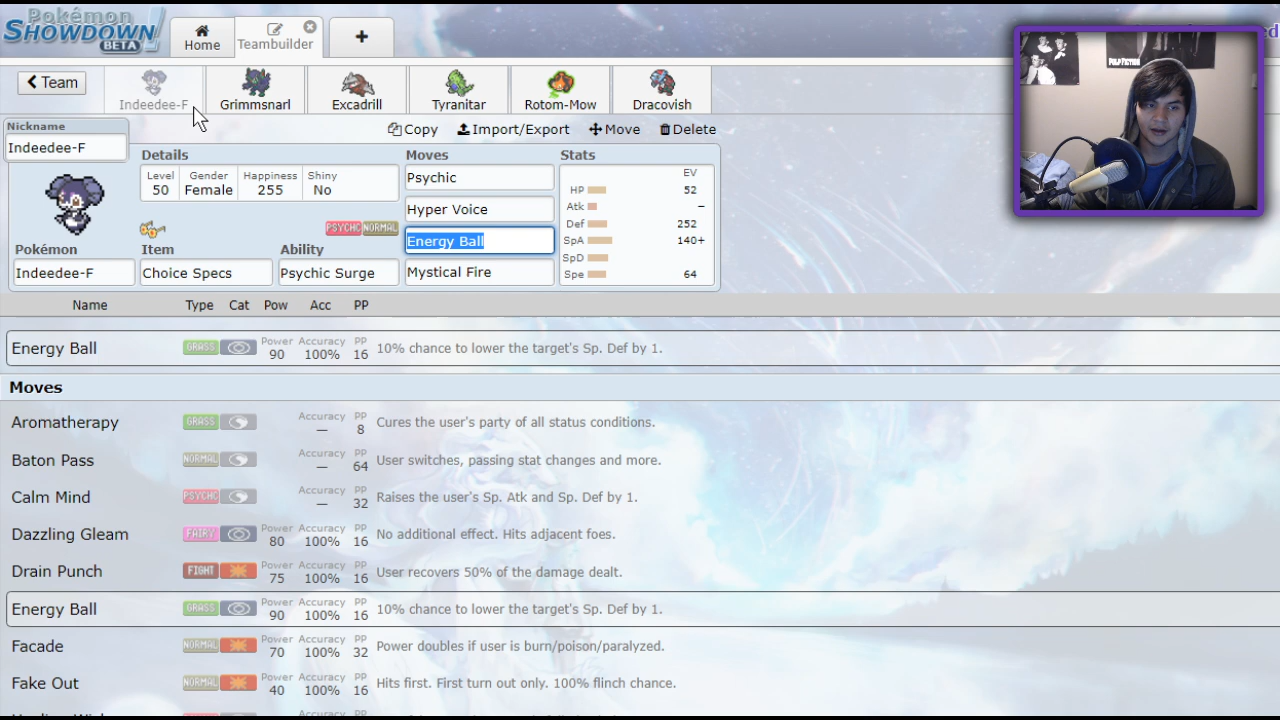 Pokémon
SHOWDOWN!
BETA
Home
Teambuilder
+
Team
Indeedee-F
Grimmsnarl
Excadrill
Tyranitar
Rotom-Mow
Dracovish
PULP FICTION
Copy
Import/Export
Move
Delete
Nickname
Indeedee-F
Details
Moves
Stats
Level Gender Happiness Shiny
50 Female 255 No
PSYCHC NORMAL
Pokémon Item Ability
Indeedee-F Choice Specs Psychic Surge
Psychic
Hyper Voice
Energy Ball
Mystical Fire
EV
HP 52
Atk –
Def 252
SpA 140+
SpD
Spe 64
Name Type Cat Pow Acc PP
Energy Ball GRASS Power 90 Accuracy 100% PP 16 10% chance to lower the target's Sp. Def by 1.
Moves
Aromatherapy GRASS Accuracy — PP 8 Cures the user's party of all status conditions.
Baton Pass NORMAL Accuracy — PP 64 User switches, passing stat changes and more.
Calm Mind PSYCHC Accuracy — PP 32 Raises the user's Sp. Atk and Sp. Def by 1.
Dazzling Gleam FAIRY Power 80 Accuracy 100% PP 16 No additional effect. Hits adjacent foes.
Drain Punch FIGHT Power 75 Accuracy 100% PP 16 User recovers 50% of the damage dealt.
Energy Ball GRASS Power 90 Accuracy 100% PP 16 10% chance to lower the target's Sp. Def by 1.
Facade NORMAL Power 70 Accuracy 100% PP 32 Power doubles if user is burn/poison/paralyzed.
Fake Out NORMAL Power 40 Accuracy 100% PP 16 Hits first. First turn out only. 100% flinch chance.